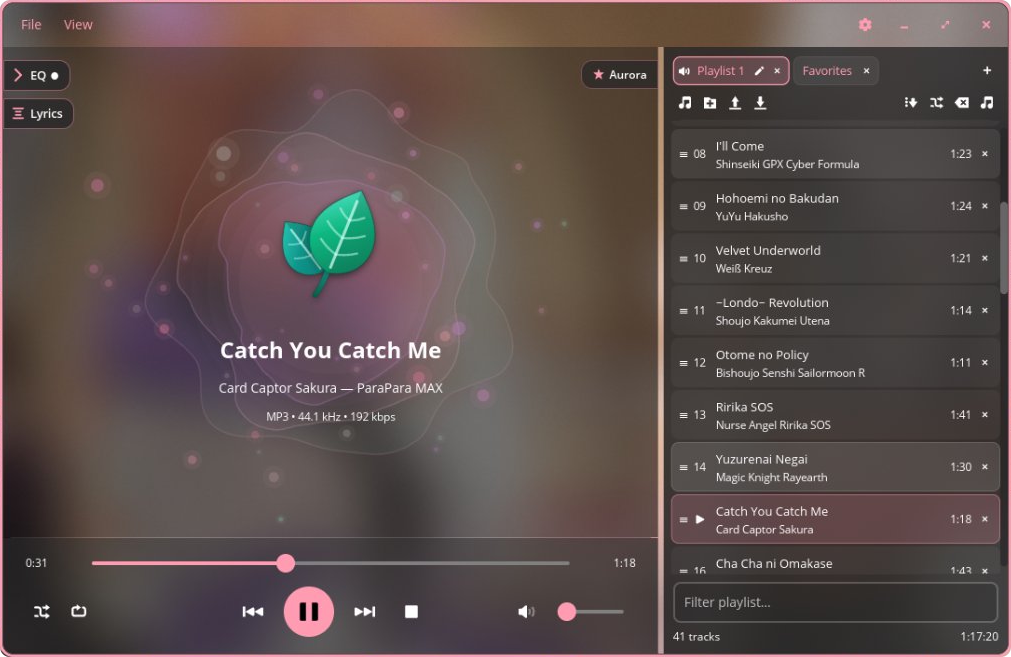 File View
EQ
Aurora
Lyrics
Catch You Catch Me
Card Captor Sakura — ParaPara MAX
MP3 • 44.1 kHz • 192 kbps
0:31
1:18
Playlist 1
Favorites
08 I'll Come 1:23
Shinseiki GPX Cyber Formula
09 Hohoemi no Bakudan 1:24
YuYu Hakusho
10 Velvet Underworld 1:21
Weiß Kreuz
11 ~Londo~ Revolution 1:14
Shoujo Kakumei Utena
12 Otome no Policy 1:11
Bishoujo Senshi Sailormoon R
13 Ririka SOS 1:41
Nurse Angel Ririka SOS
14 Yuzurenai Negai 1:30
Magic Knight Rayearth
Catch You Catch Me 1:18
Card Captor Sakura
16 Cha Cha ni Omakase 1:43
Filter playlist...
41 tracks 1:17:20